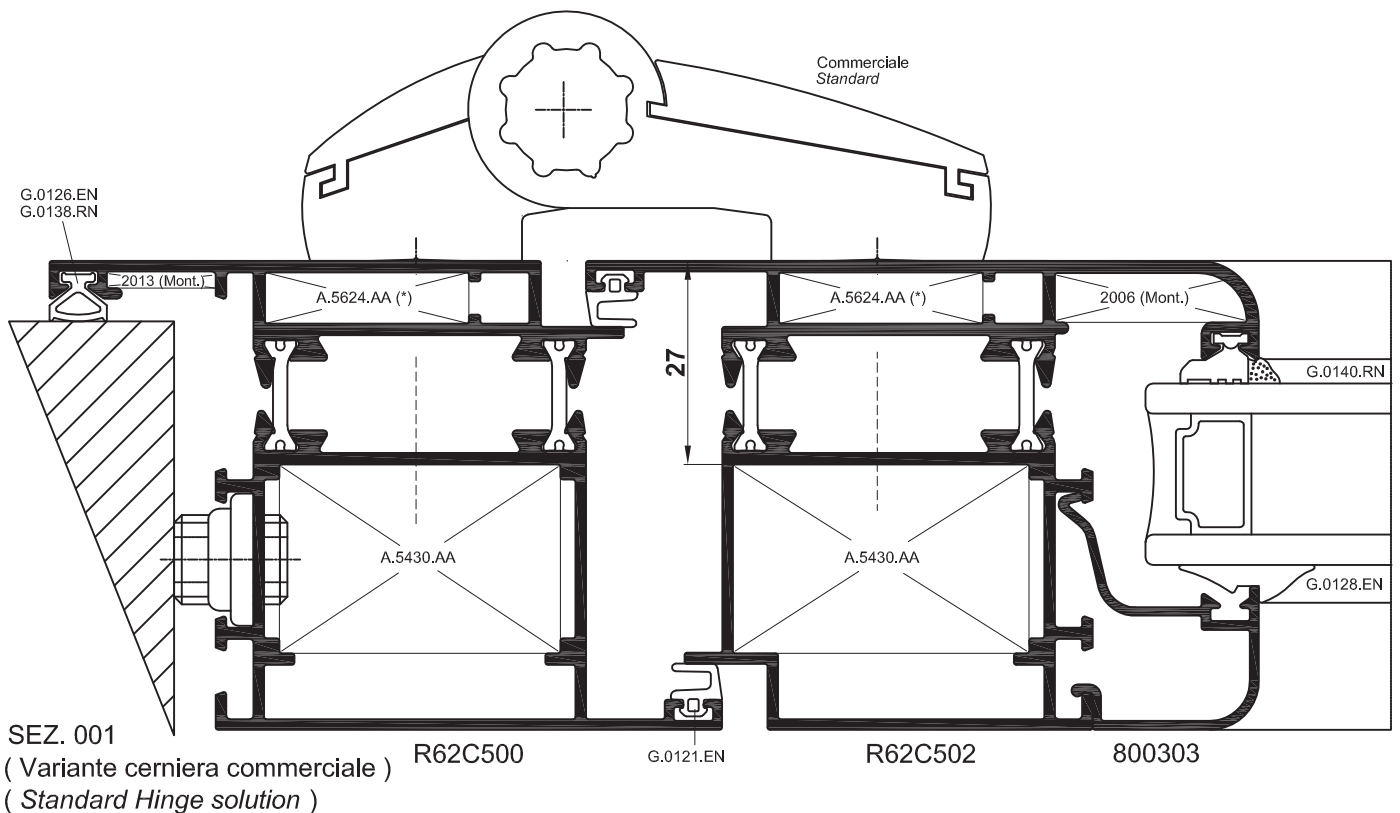 Commerciale
Standard
G.0126.EN
G.0138.RN
2013 (Mont.)
A.5624.AA (*)
A.5624.AA (*)
2006 (Mont.)
27
G.0140.RN
A.5430.AA
A.5430.AA
G.0128.EN
SEZ. 001
( Variante cerniera commerciale )
( Standard Hinge solution )
R62C500
G.0121.EN
R62C502
800303